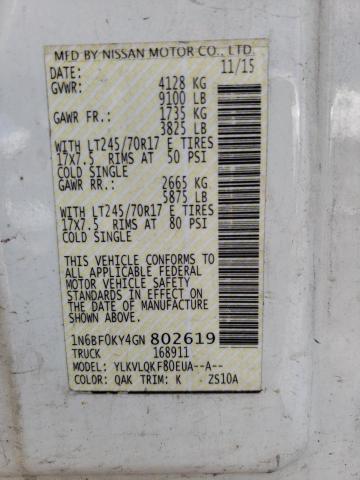 MFD BY NISSAN MOTOR CO., LTD.
DATE: 11/15
GVWR: 4128 KG
9100 LB
GAWR FR.: 1735 KG
3825 LB
WITH LT245/70R17 E TIRES
17X7.5 RIMS AT 50 PSI
COLD SINGLE
GAWR RR.: 2665 KG
5875 LB
WITH LT245/70R17 E TIRES
17X7.5 RIMS AT 80 PSI
COLD SINGLE
THIS VEHICLE CONFORMS TO
ALL APPLICABLE FEDERAL
MOTOR VEHICLE SAFETY
STANDARDS IN EFFECT ON
THE DATE OF MANUFACTURE
SHOWN ABOVE.
1N6BF0KY4GN802619
TRUCK 168911
MODEL: YLKVLQKF80EUA--A--
COLOR: QAK TRIM: K ZS10A